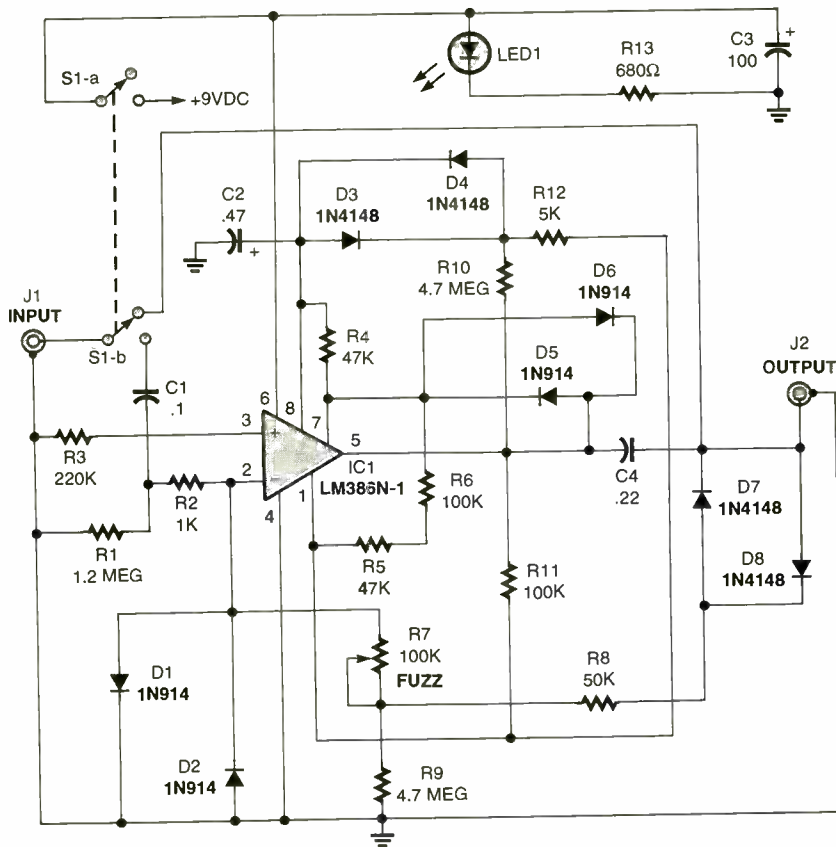 S1-a
+9VDC
LED1
R13
680Ω
C3
100
+
C2
.47
+
D3
1N4148
D4
1N4148
R12
5K
R10
4.7 MEG
D6
1N914
J1
INPUT
S1-b
R4
47K
D5
1N914
J2
OUTPUT
C1
.1
6
8
7
3
+
5
IC1
LM386N-1
2
-
1
4
R3
220K
R2
1K
R1
1.2 MEG
R6
100K
R5
47K
C4
.22
D7
1N4148
D8
1N4148
R11
100K
R7
100K
FUZZ
R8
50K
D1
1N914
D2
1N914
R9
4.7 MEG